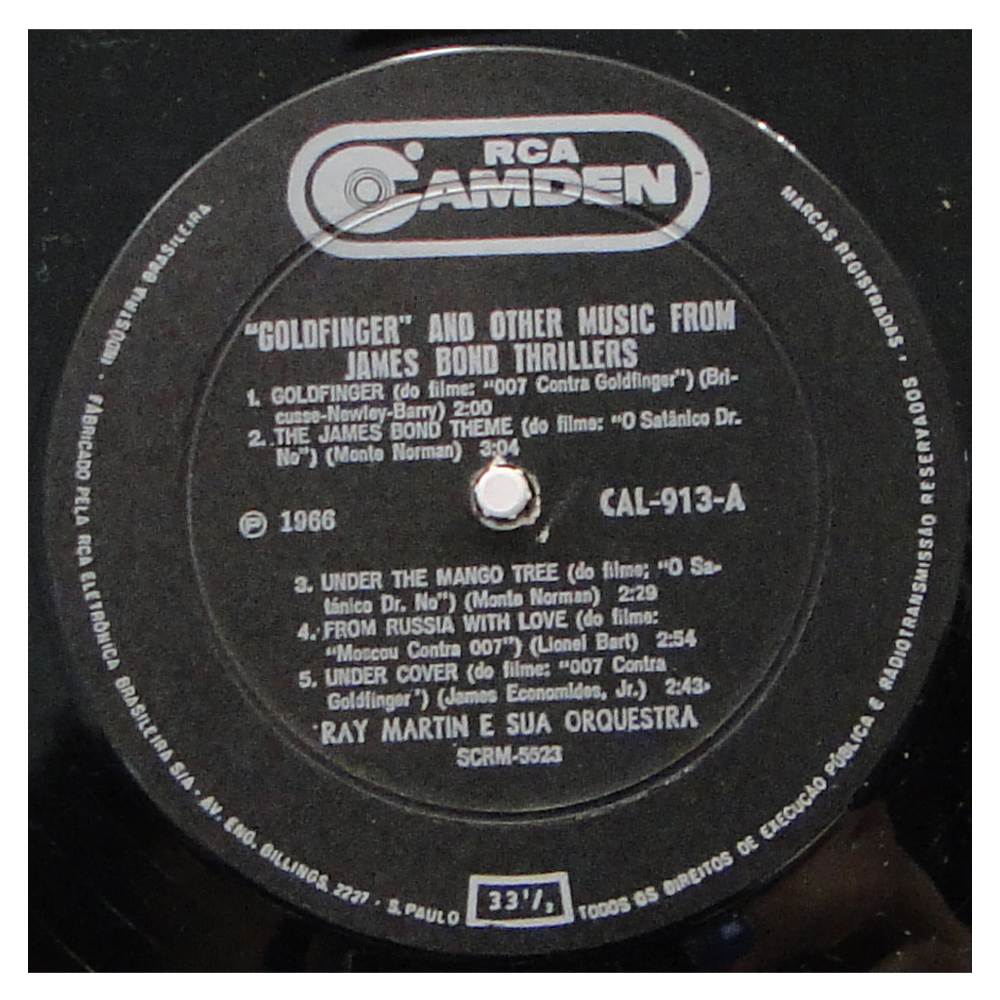 RCA
CAMDEN
"GOLDFINGER" AND OTHER MUSIC FROM
JAMES BOND THRILLERS
1. GOLDFINGER (do filme: "007 Contra Goldfinger") (Bri-
cusse-Newley-Barry) 2:00
2. THE JAMES BOND THEME (do filme: "O Satânico Dr.
No") (Monte Norman) 3:04
Ⓟ 1966
CAL-913-A
3. UNDER THE MANGO TREE (do filme; "O Sa-
tânico Dr. No") (Monte Norman) 2:29
4. FROM RUSSIA WITH LOVE (do filme:
"Moscou Contra 007") (Lionel Bart) 2:54
5. UNDER COVER (do filme: "007 Contra
Goldfinger") (James Economides, Jr.) 2:43
RAY MARTIN E SUA ORQUESTRA
SCRM-5523
33 1/3
INDÚSTRIA BRASILEIRA · FABRICADO PELA RCA ELETRÔNICA BRASILEIRA S/A · AV. ENG. BILLINGS, 2227 · S. PAULO
TODOS OS DIREITOS DE EXECUÇÃO PÚBLICA E RADIOTRANSMISSÃO RESERVADOS · MARCAS REGISTRADAS